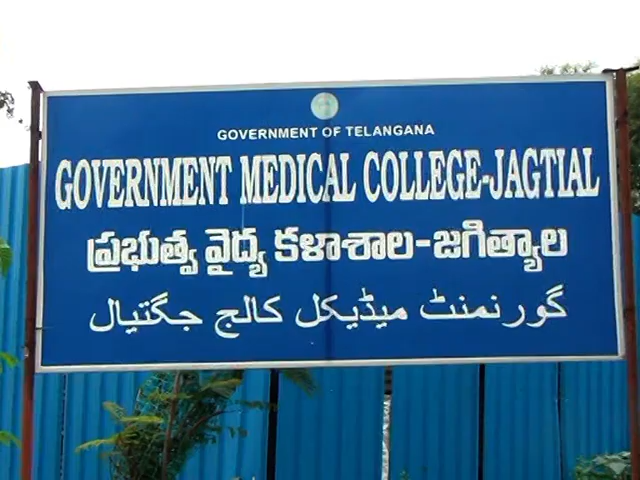 GOVERNMENT OF TELANGANA
GOVERNMENT MEDICAL COLLEGE-JAGTIAL
ప్రభుత్వ వైద్య కళాశాల-జగిత్యాల
گورنمنٹ میڈیکل کالج جگتیال